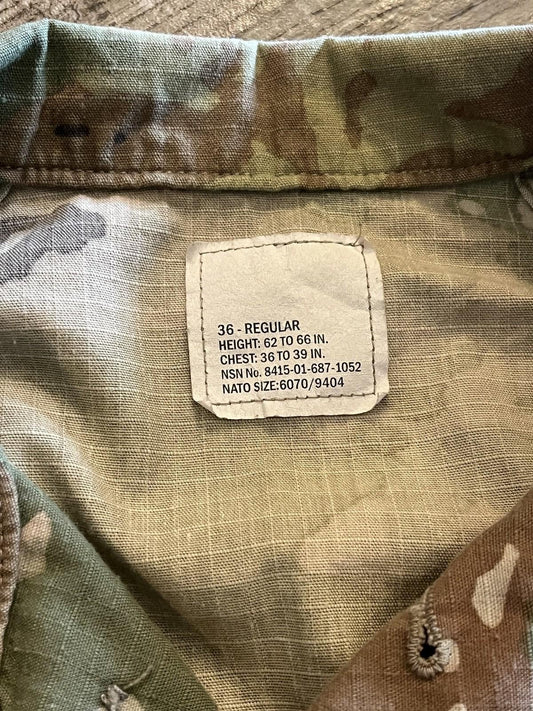 36 - REGULAR
HEIGHT: 62 TO 66 IN.
CHEST: 36 TO 39 IN.
NSN No. 8415-01-687-1052
NATO SIZE:6070/9404